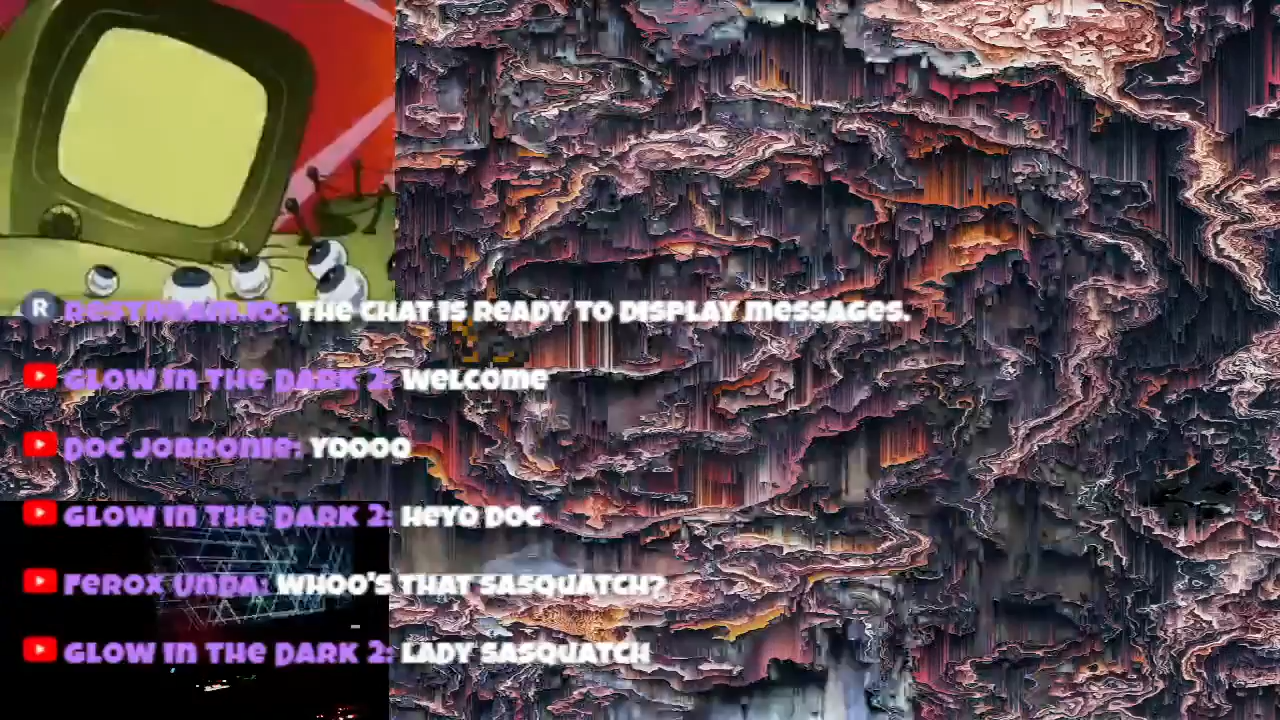 R Restream.io: The chat is ready to display messages.
Glow in the Dark 2: Welcome
Doc Jobronie: Yoooo
Glow in the Dark 2: Heyo Doc
Ferox Unda: Whoo's that Sasquatch?
Glow in the Dark 2: Lady Sasquatch